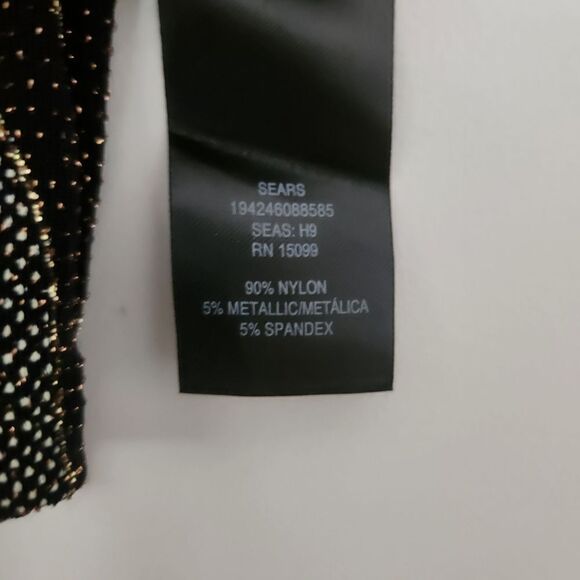 SEARS
194246088585
SEAS: H9
RN 15099
90% NYLON
5% METALLIC/METÁLICA
5% SPANDEX